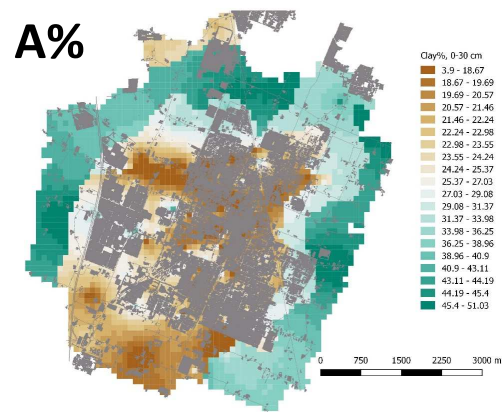 A%
Clay%, 0-30 cm
3.9 - 18.67
18.67 - 19.69
19.69 - 20.57
20.57 - 21.46
21.46 - 22.24
22.24 - 22.98
22.98 - 23.55
23.55 - 24.24
24.24 - 25.37
25.37 - 27.03
27.03 - 29.08
29.08 - 31.37
31.37 - 33.98
33.98 - 36.25
36.25 - 38.96
38.96 - 40.9
40.9 - 43.11
43.11 - 44.19
44.19 - 45.4
45.4 - 51.03
0 750 1500 2250 3000 m